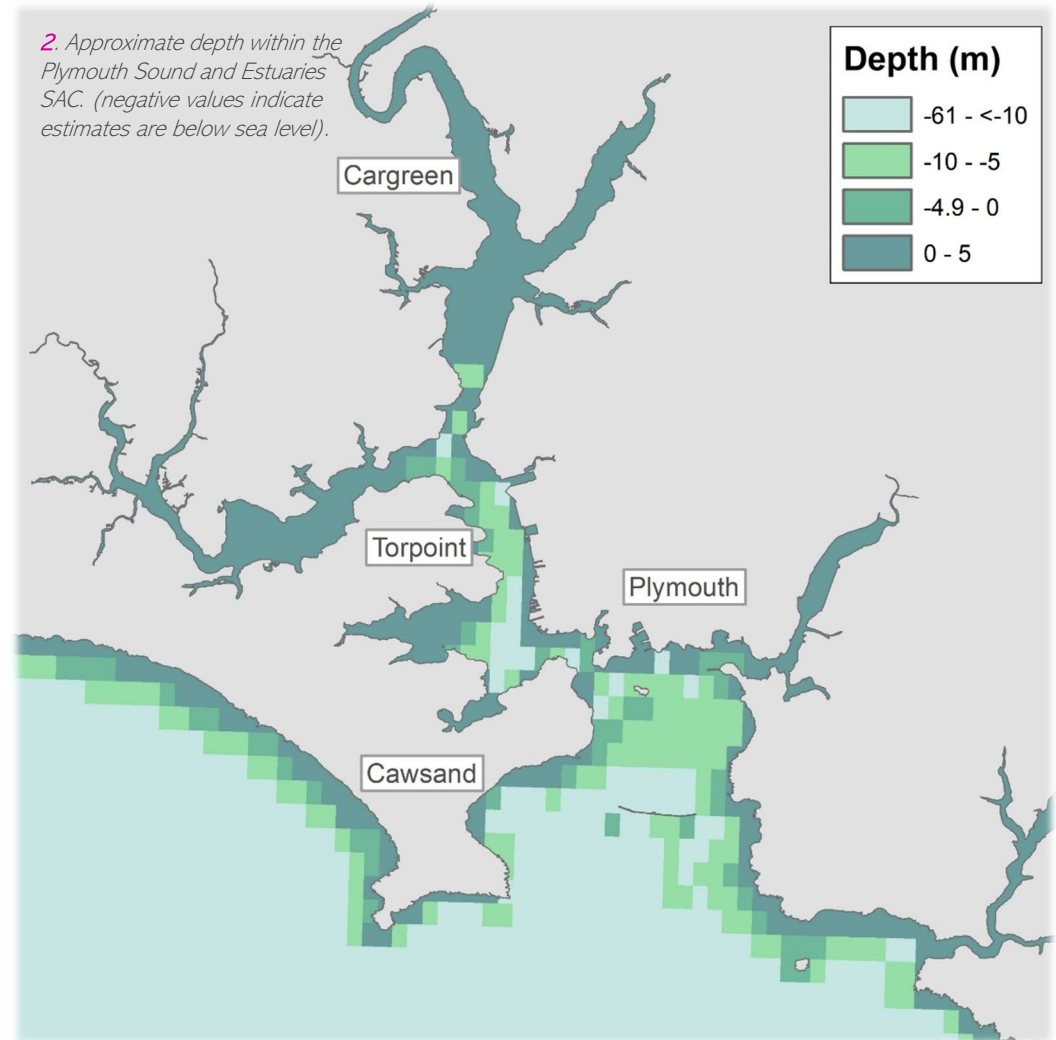 2. Approximate depth within the
Plymouth Sound and Estuaries
SAC. (negative values indicate
estimates are below sea level).
Depth (m)
-61 - <-10
-10 - -5
-4.9 - 0
0 - 5
Cargreen
Torpoint
Plymouth
Cawsand